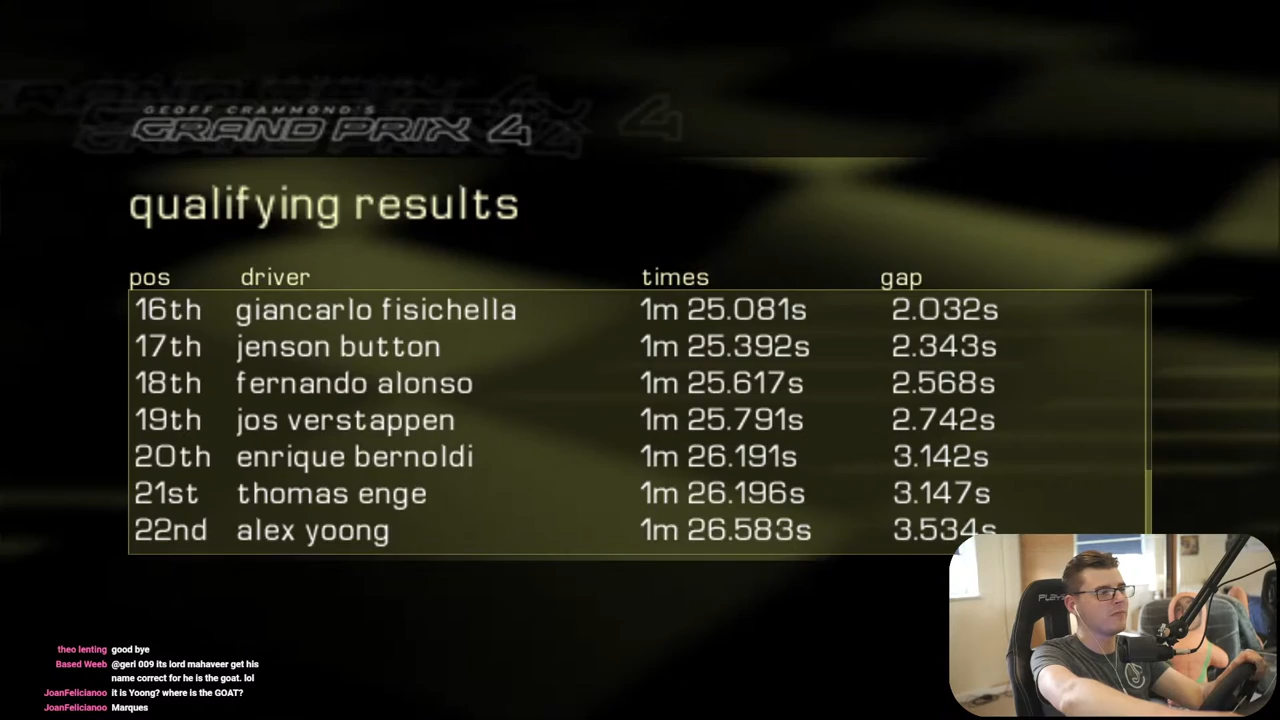 GEOFF CRAMMOND'S
GRAND PRIX 4
qualifying results
pos driver times gap
16th giancarlo fisichella 1m 25.081s 2.032s
17th jenson button 1m 25.392s 2.343s
18th fernando alonso 1m 25.617s 2.568s
19th jos verstappen 1m 25.791s 2.742s
20th enrique bernoldi 1m 26.191s 3.142s
21st thomas enge 1m 26.196s 3.147s
22nd alex yoong 1m 26.583s 3.534s
theo lenting good bye
Based Weeb @geri 009 its lord mahaveer get his
name correct for he is the goat. lol
JoanFelicianoo it is Yoong? where is the GOAT?
JoanFelicianoo Marques